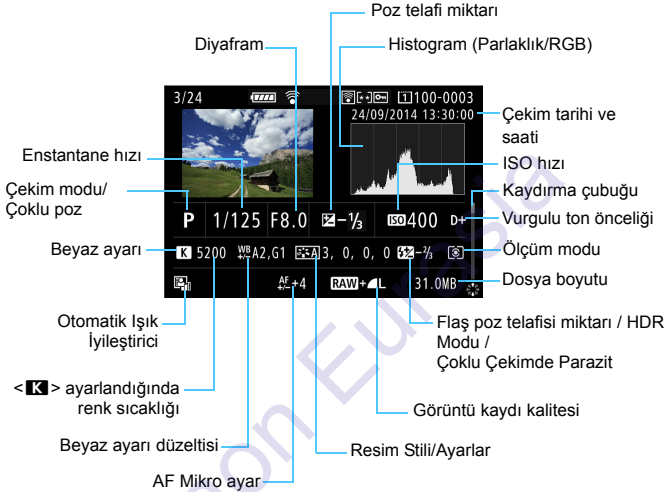 Poz telafi miktarı
Diyafram
Histogram (Parlaklık/RGB)
3/24
1 100-0003
24/09/2014 13:30:00
Çekim tarihi ve
saati
Enstantane hızı
ISO hızı
Çekim modu/
Çoklu poz
Kaydırma çubuğu
P 1/125 F8.0 -1/3 ISO 400 D+
Vurgulu ton önceliği
Beyaz ayarı
K 5200 WB A2,G1 A 3, 0, 0, 0 -2/3
Ölçüm modu
AF +4 RAW + L 31.0MB
Dosya boyutu
Otomatik Işık
İyileştirici
Flaş poz telafisi miktarı / HDR
Modu /
Çoklu Çekimde Parazit
< K > ayarlandığında
renk sıcaklığı
Görüntü kaydı kalitesi
Beyaz ayarı düzeltisi
Resim Stili/Ayarlar
AF Mikro ayar